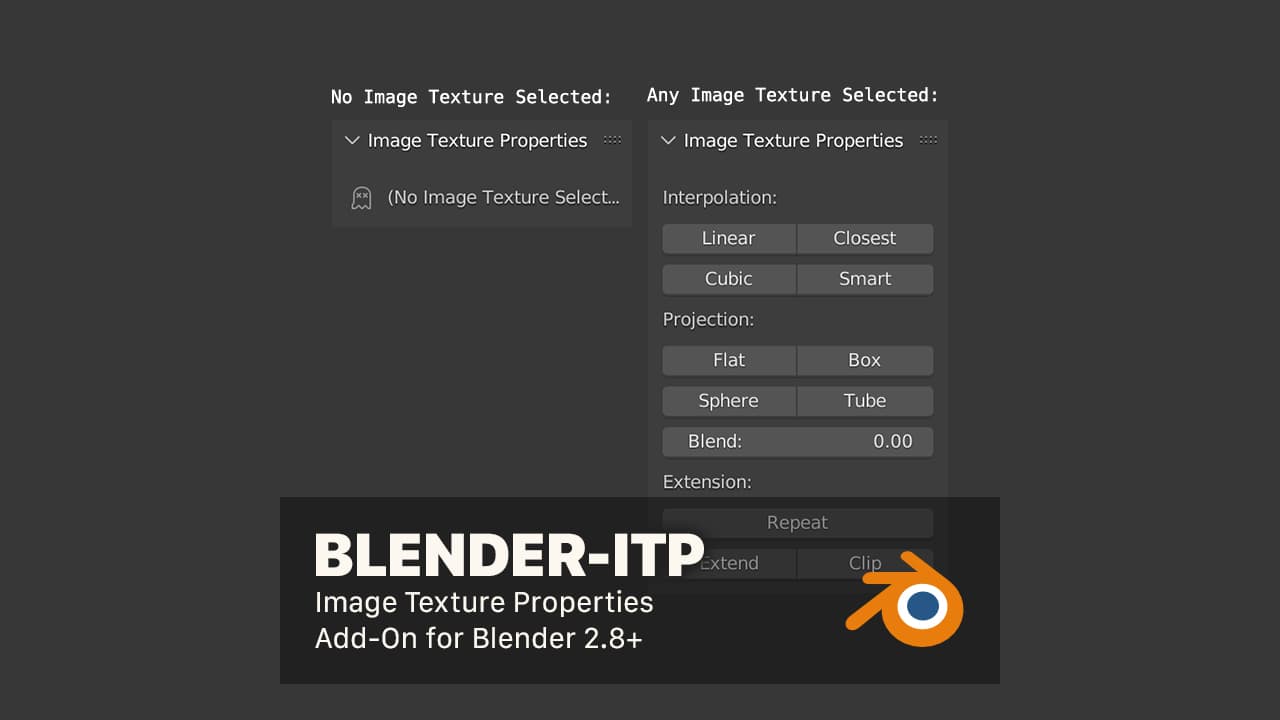 No Image Texture Selected:
Image Texture Properties
(No Image Texture Select...
Any Image Texture Selected:
Image Texture Properties
Interpolation:
Linear Closest
Cubic Smart
Projection:
Flat Box
Sphere Tube
Blend: 0.00
Extension:
Repeat
Extend Clip
BLENDER-ITP
Image Texture Properties
Add-On for Blender 2.8+